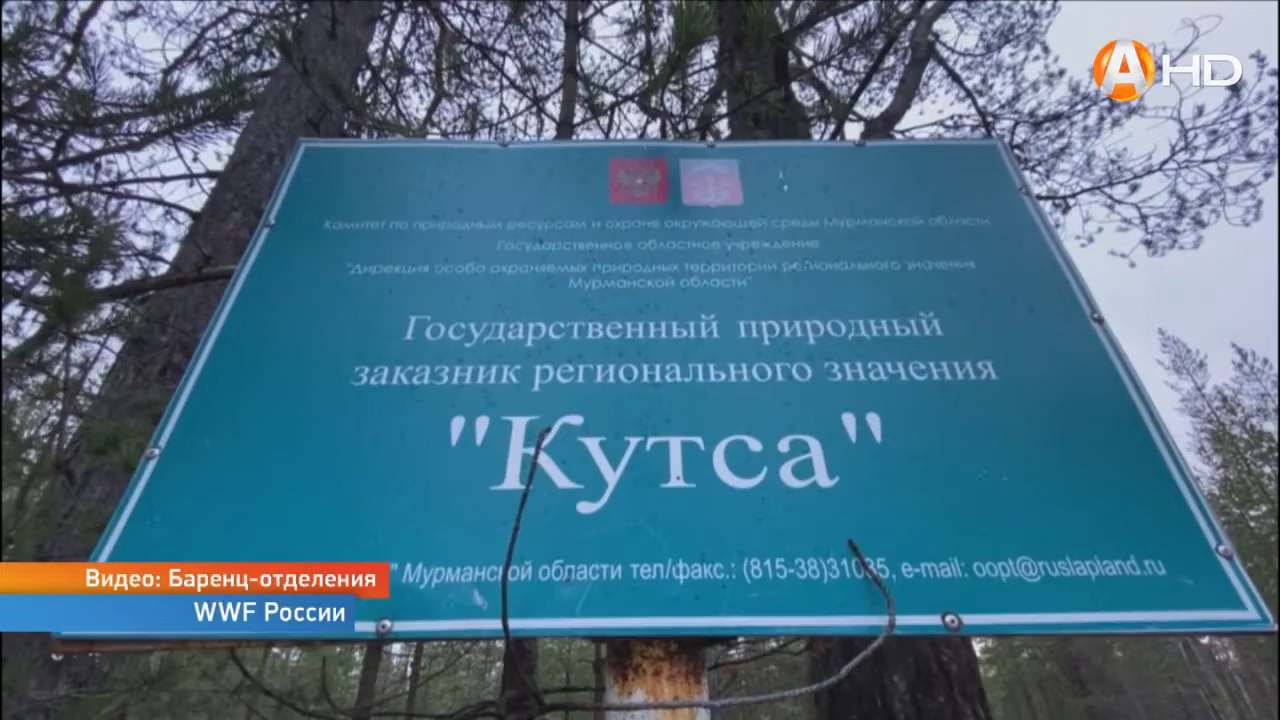 АHD
Комитет по природным ресурсам и охране окружающей среды Мурманской области
Государственное областное учреждение
"Дирекция особо охраняемых природных территорий регионального значения
Мурманской области"
Государственный природный
заказник регионального значения
"Кутса"
" Мурманской области тел/факс.: (815-38)31035, e-mail: oopt@ruslapland.ru
Видео: Баренц-отделения
WWF России